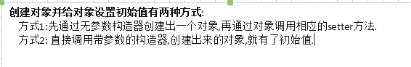 创建对象并给对象设置初始值有两种方式:
方式1:先通过无参数构造器创建出一个对象,再通过对象调用相应的setter方法.
方式2: 直接调用带参数的构造器,创建出来的对象,就有了初始值.